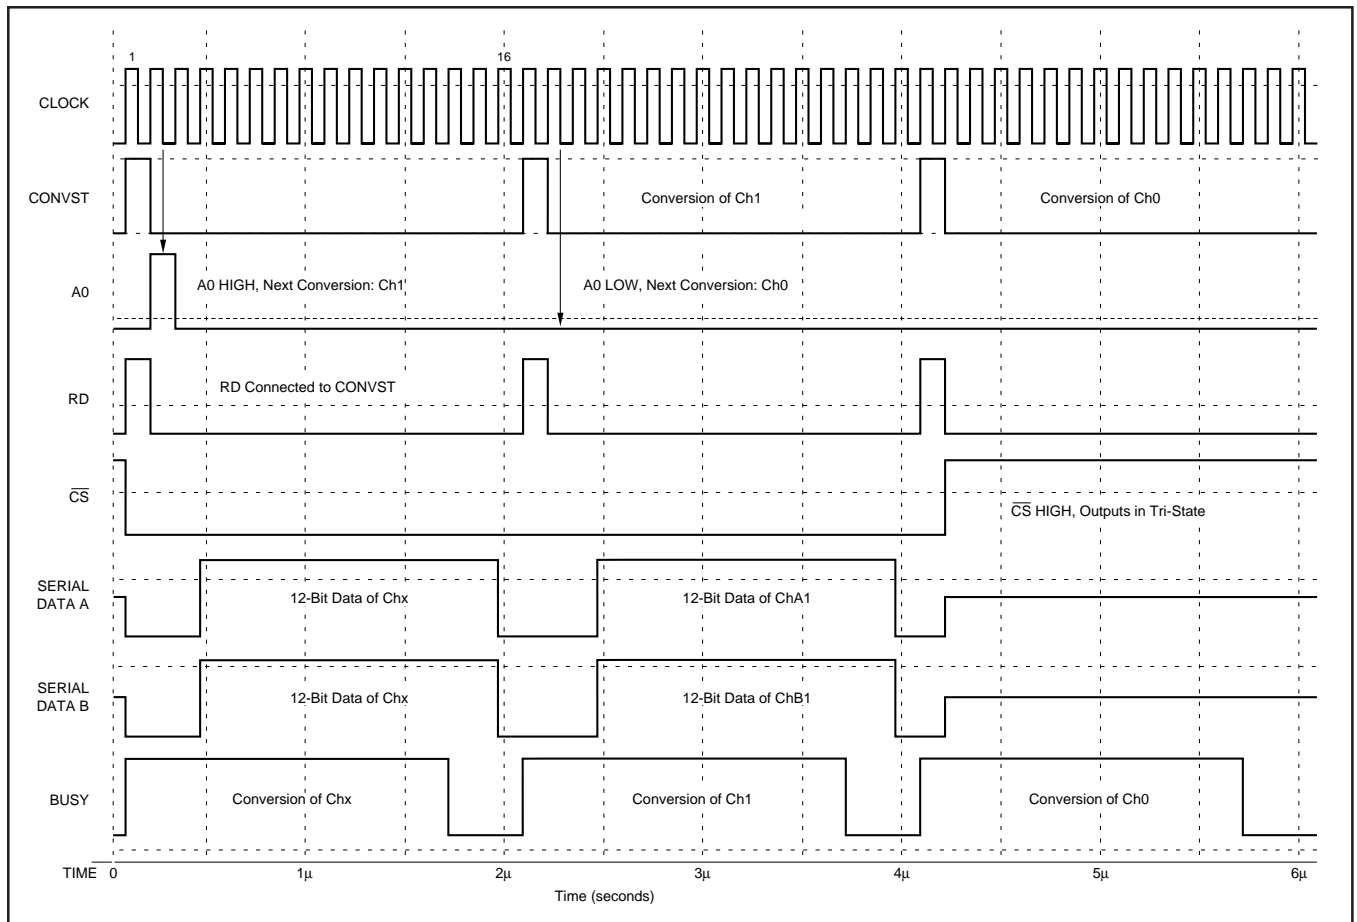 1
16
CLOCK
CONVST
Conversion of Ch1
Conversion of Ch0
A0
A0 HIGH, Next Conversion: Ch1
A0 LOW, Next Conversion: Ch0
RD
RD Connected to CONVST
CS
CS HIGH, Outputs in Tri-State
SERIAL
DATA A
12-Bit Data of Chx
12-Bit Data of ChA1
SERIAL
DATA B
12-Bit Data of Chx
12-Bit Data of ChB1
BUSY
Conversion of Chx
Conversion of Ch1
Conversion of Ch0
TIME
0
1μ
2μ
3μ
4μ
5μ
6μ
Time (seconds)